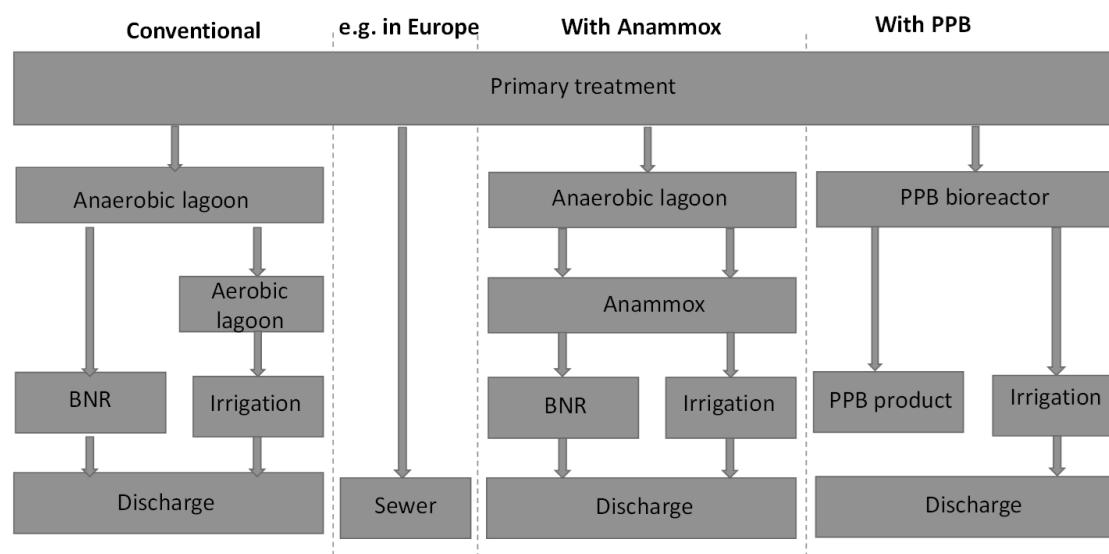 Conventional
e.g. in Europe
With Anammox
With PPB
Primary treatment
Anaerobic lagoon
Anaerobic lagoon
PPB bioreactor
Aerobic
lagoon
Anammox
BNR
Irrigation
BNR
Irrigation
PPB product
Irrigation
Discharge
Sewer
Discharge
Discharge